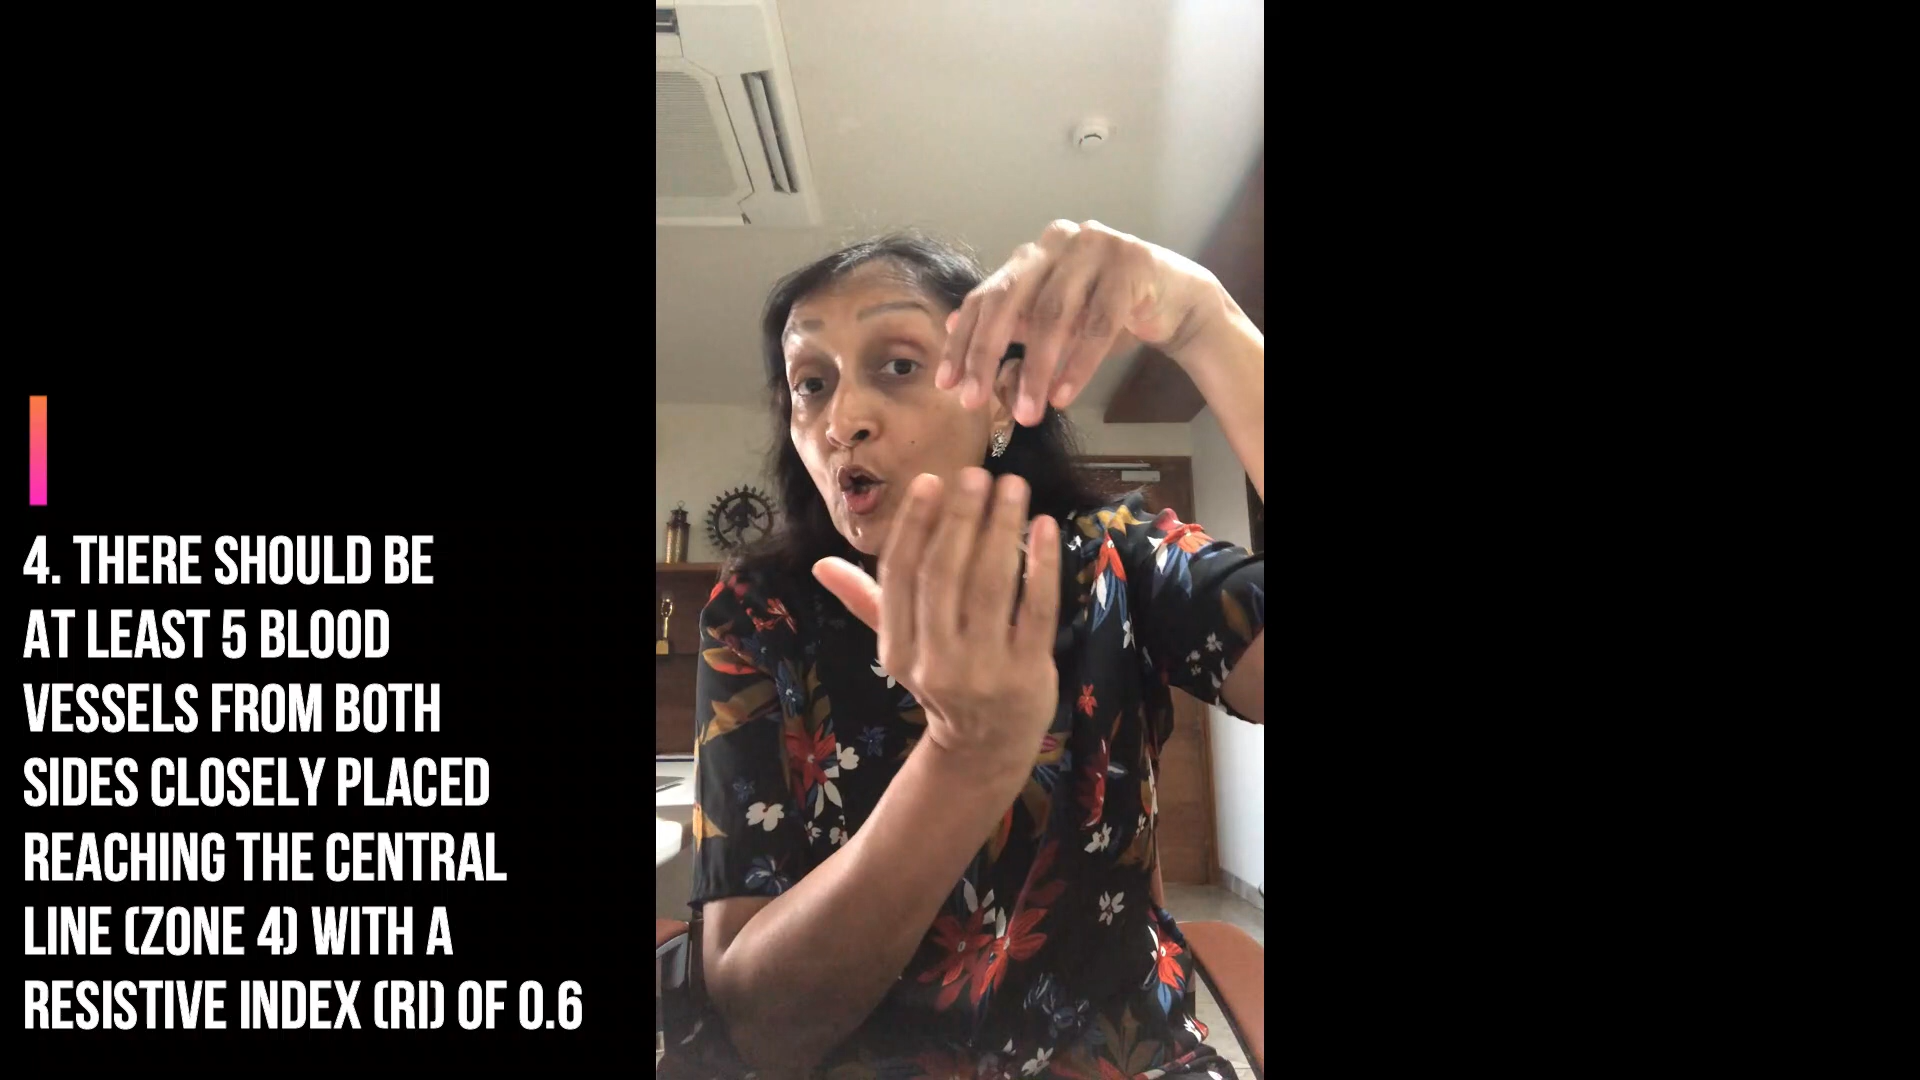 4. THERE SHOULD BE
AT LEAST 5 BLOOD
VESSELS FROM BOTH
SIDES CLOSELY PLACED
REACHING THE CENTRAL
LINE (ZONE 4) WITH A
RESISTIVE INDEX (RI) OF 0.6